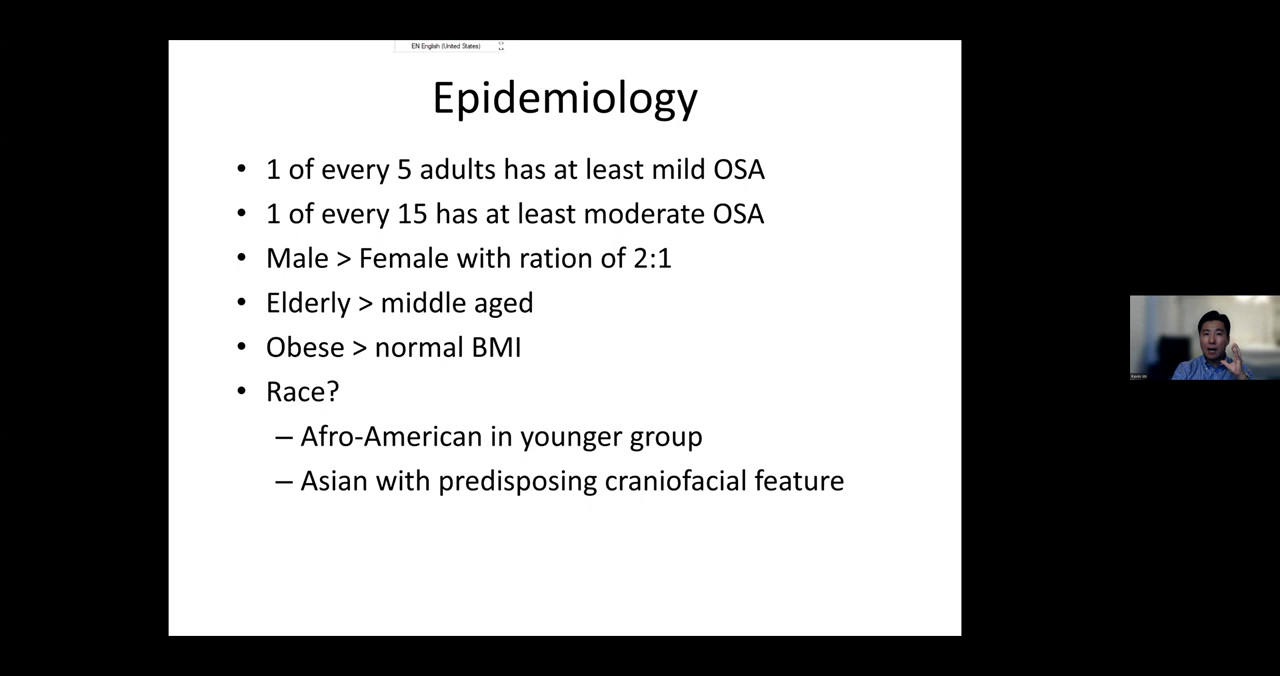 EN English (United States)
Epidemiology
• 1 of every 5 adults has at least mild OSA
• 1 of every 15 has at least moderate OSA
• Male > Female with ration of 2:1
• Elderly > middle aged
• Obese > normal BMI
• Race?
– Afro-American in younger group
– Asian with predisposing craniofacial feature